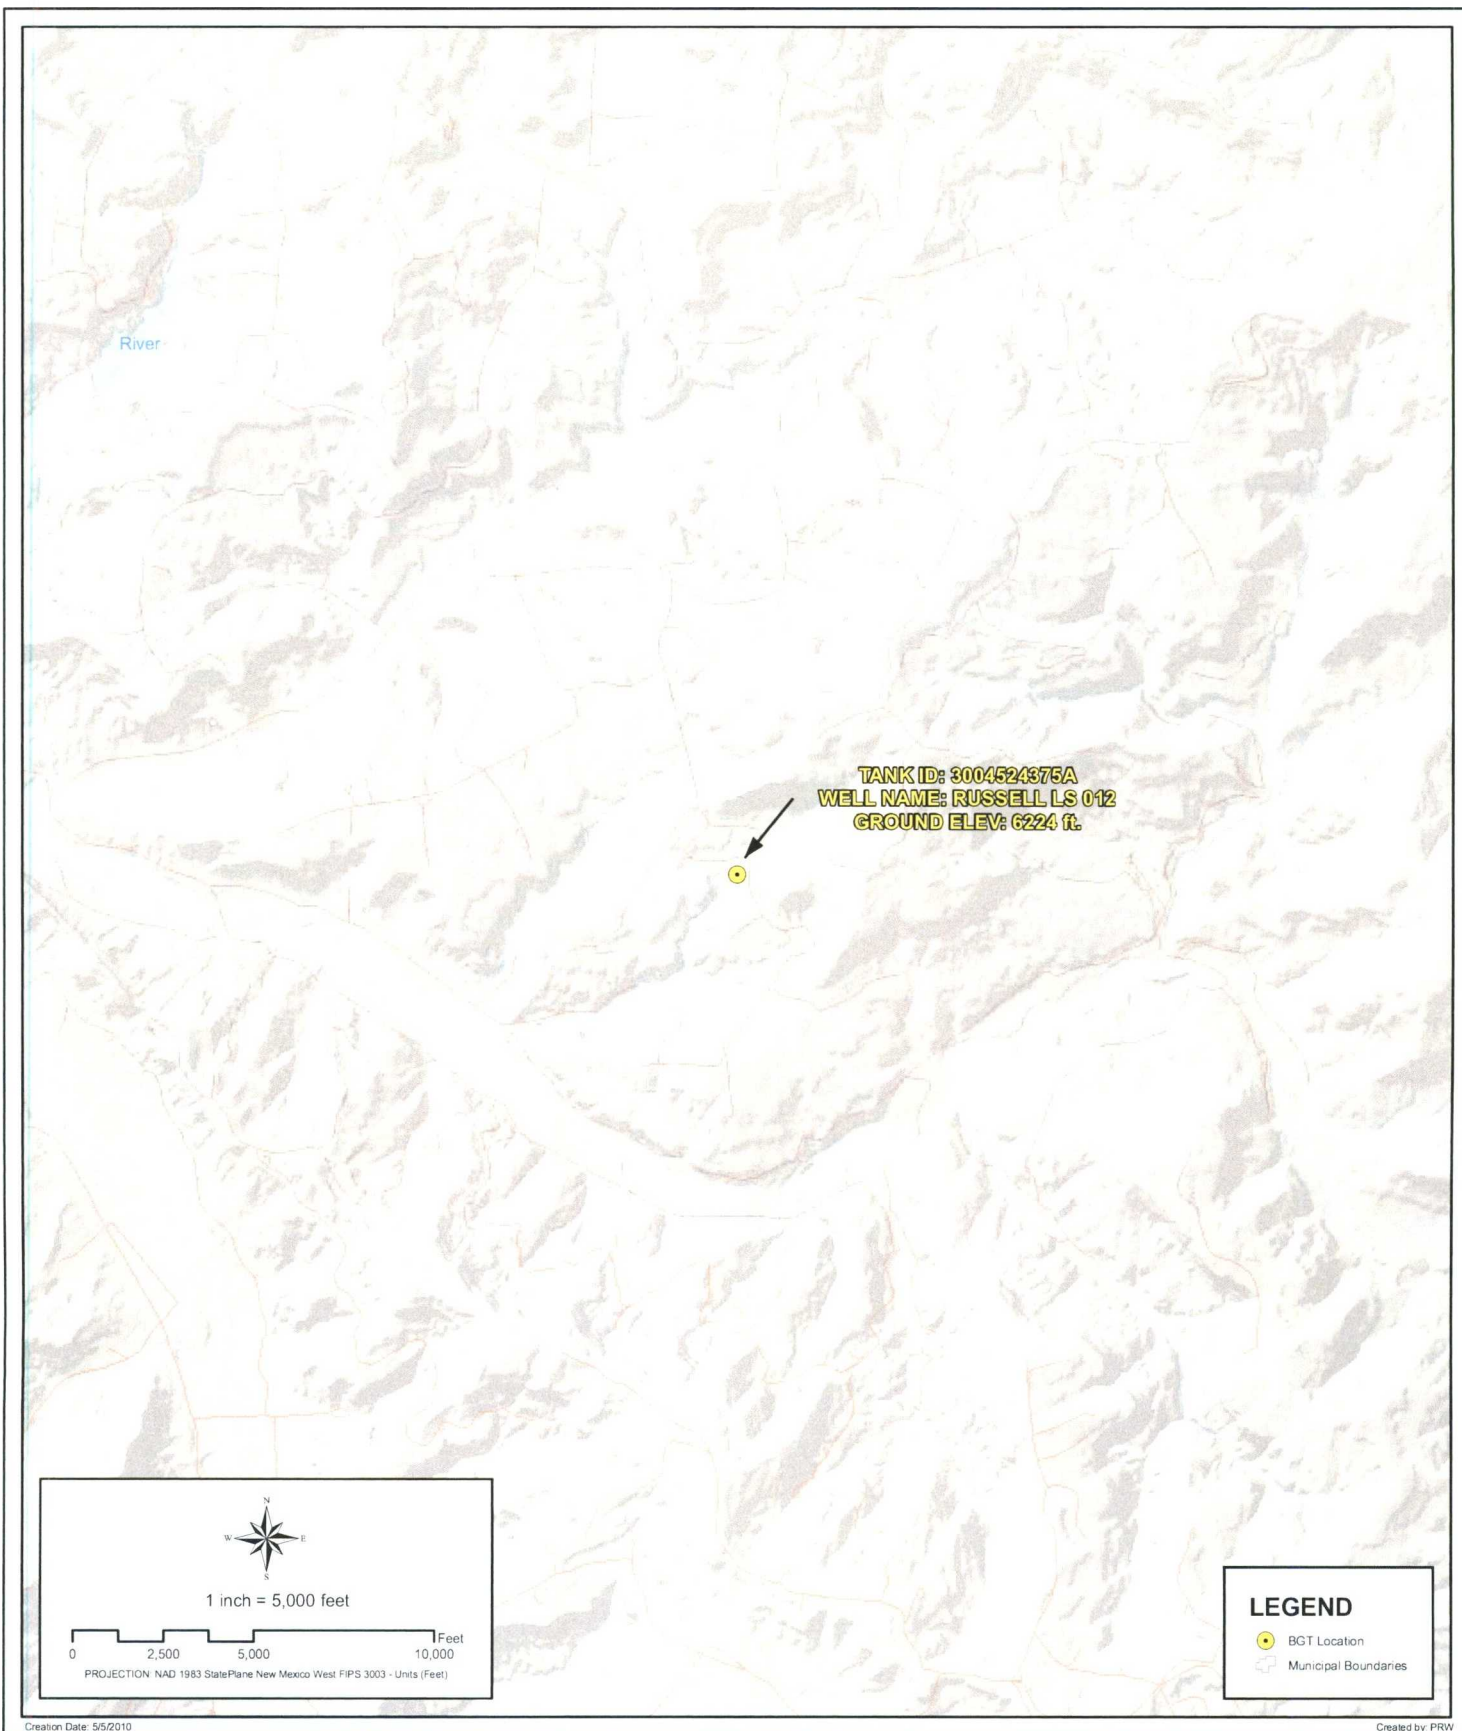 River
TANK ID: 3004524375A
WELL NAME: RUSSELL LS 012
GROUND ELEV: 6224 ft.
N
W E
S
1 inch = 5,000 feet
Feet
0 2,500 5,000 10,000
PROJECTION: NAD 1983 StatePlane New Mexico West FIPS 3003 - Units (Feet)
LEGEND
BGT Location
Municipal Boundaries
Creation Date: 5/5/2010
Created by: PRW